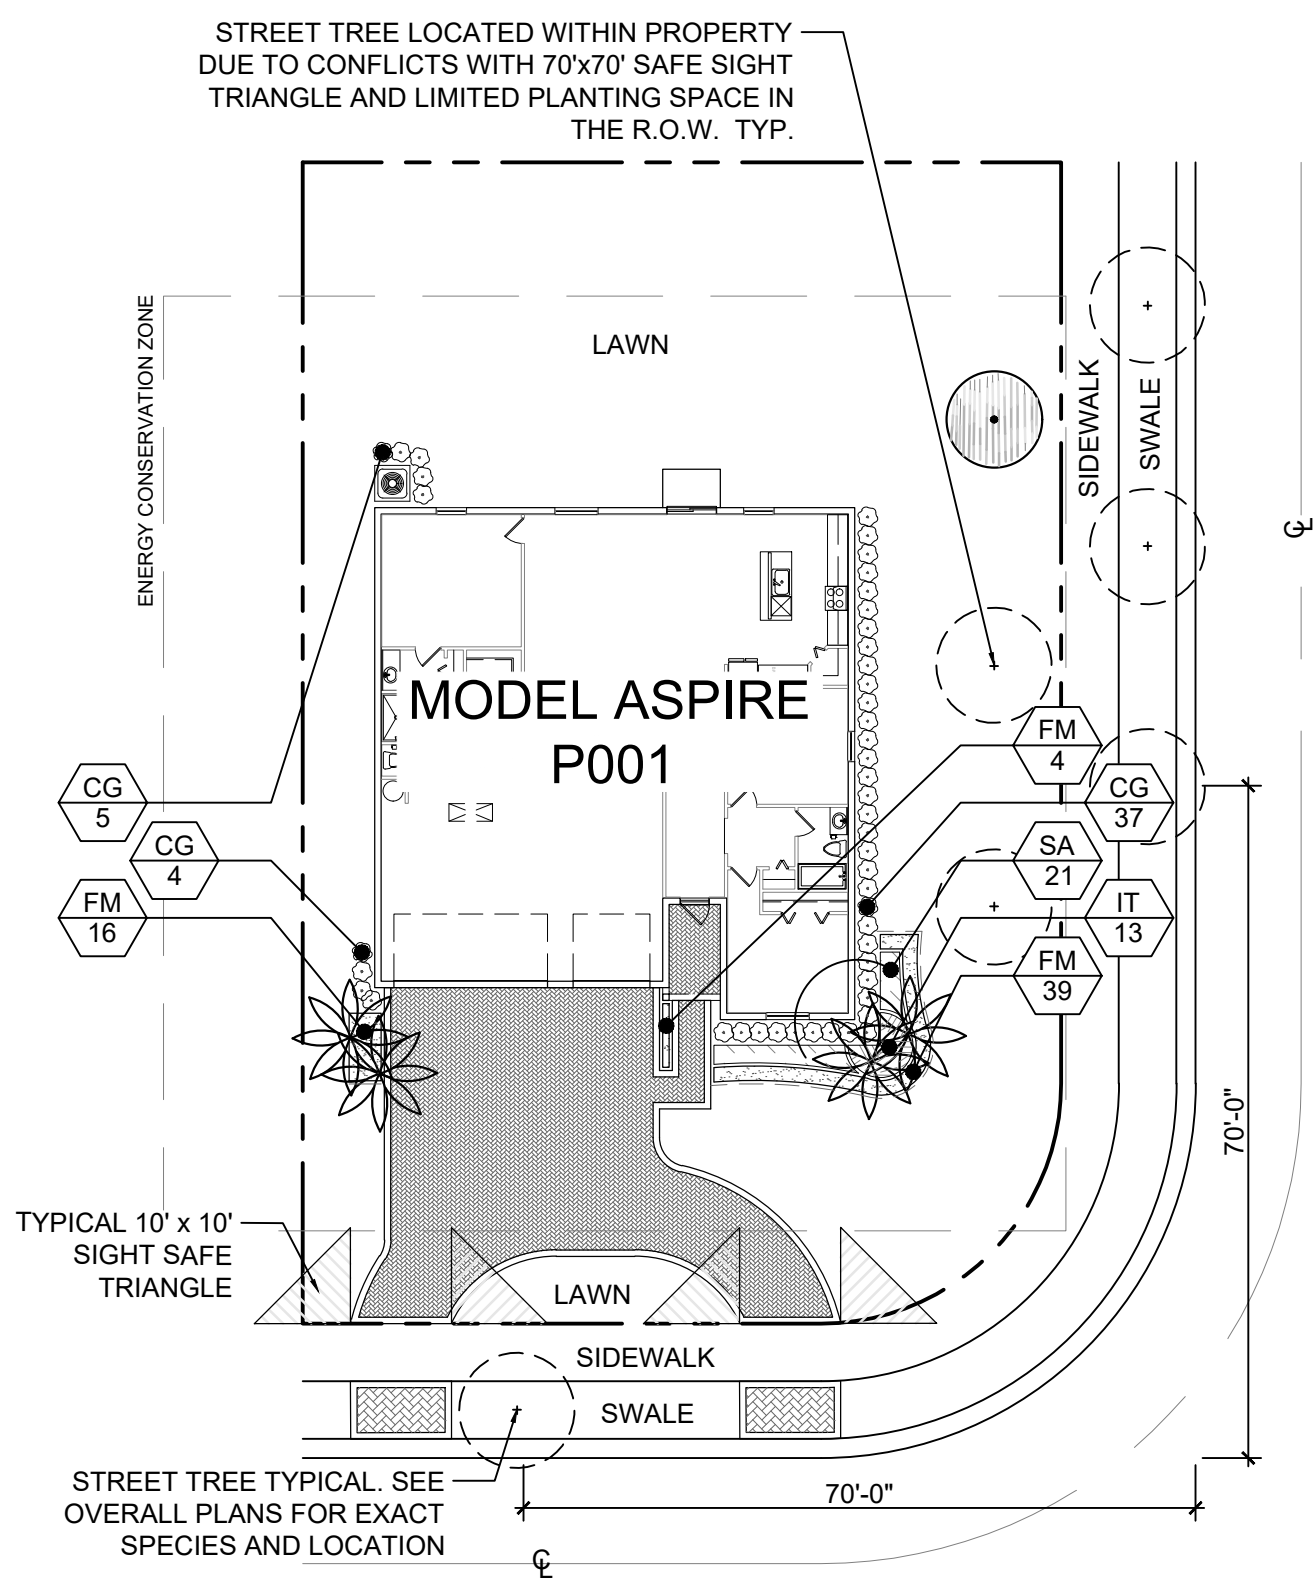 STREET TREE LOCATED WITHIN PROPERTY
DUE TO CONFLICTS WITH 70'x70' SAFE SIGHT
TRIANGLE AND LIMITED PLANTING SPACE IN
THE R.O.W. TYP.
ENERGY CONSERVATION ZONE
LAWN
SIDEWALK
SWALE
CL
MODEL ASPIRE
P001
FM
4
CG
37
SA
21
IT
13
FM
39
CG
5
CG
4
FM
16
70'-0"
TYPICAL 10' x 10'
SIGHT SAFE
TRIANGLE
LAWN
SIDEWALK
SWALE
STREET TREE TYPICAL. SEE
OVERALL PLANS FOR EXACT
SPECIES AND LOCATION
70'-0"
CL